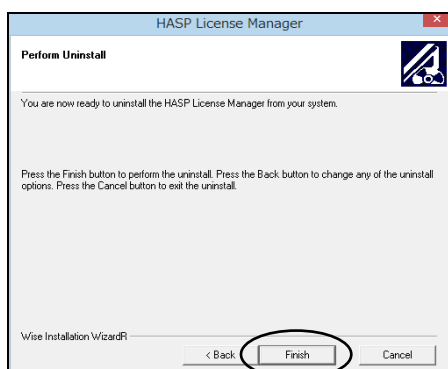 HASP License Manager
Perform Uninstall
You are now ready to uninstall the HASP License Manager from your system.
Press the Finish button to perform the uninstall. Press the Back button to change any of the uninstall
options. Press the Cancel button to exit the uninstall.
Wise Installation WizardR
< Back
Finish
Cancel